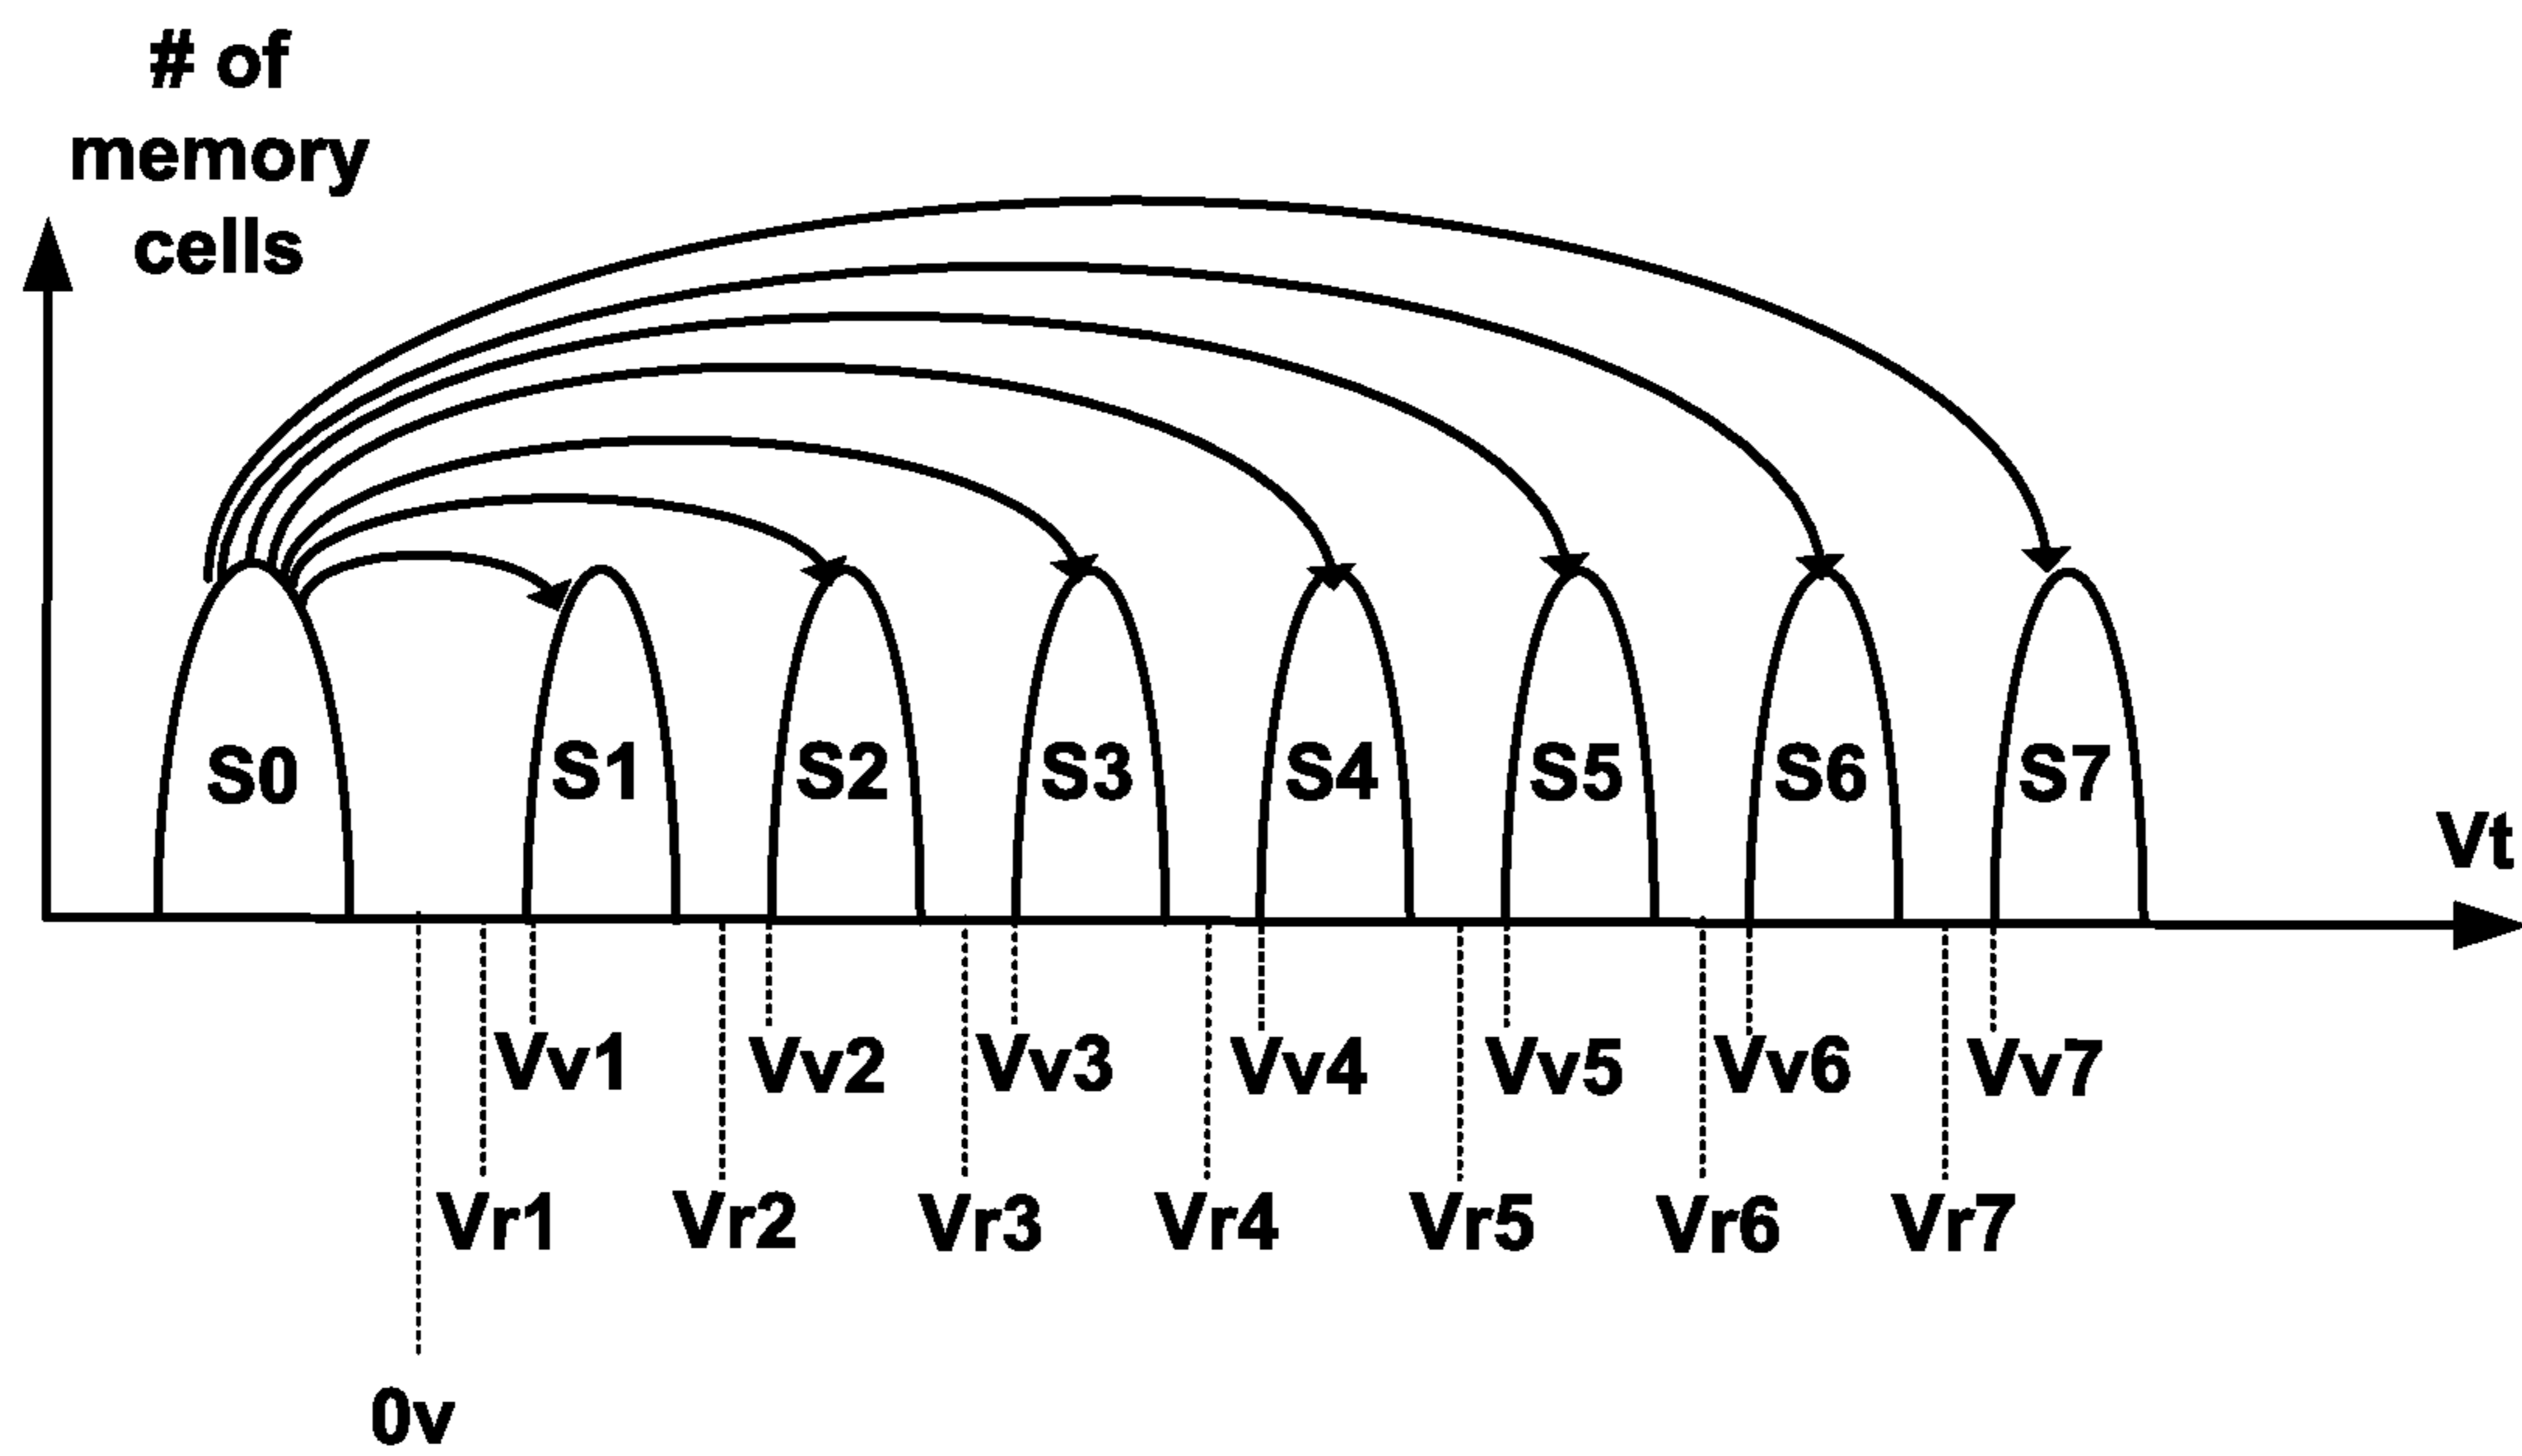 # of
memory
cells
S0 S1 S2 S3 S4 S5 S6 S7
Vt
Vv1 Vv2 Vv3 Vv4 Vv5 Vv6 Vv7
Vr1 Vr2 Vr3 Vr4 Vr5 Vr6 Vr7
0v